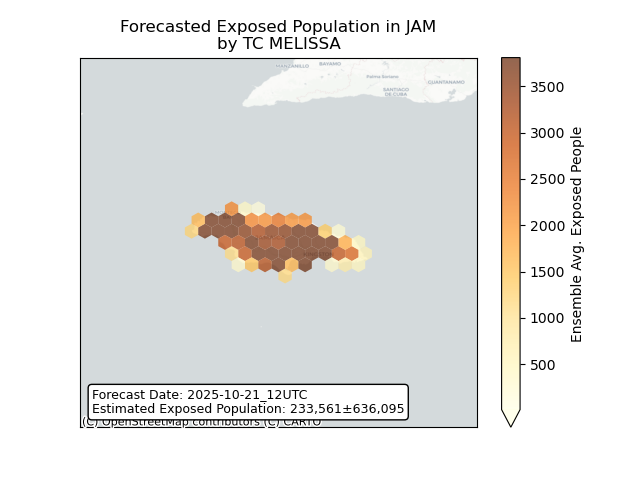 Forecasted Exposed Population in JAM
by TC MELISSA
MANZANILLO
BAYAMO
Palma Soriano
GUANTANAMO
SANTIAGO
DE CUBA
3500
3000
2500
2000
1500
1000
500
Ensemble Avg. Exposed People
Forecast Date: 2025-10-21_12UTC
Estimated Exposed Population: 233,561±636,095
(C) OpenStreetMap contributors (C) CARTO